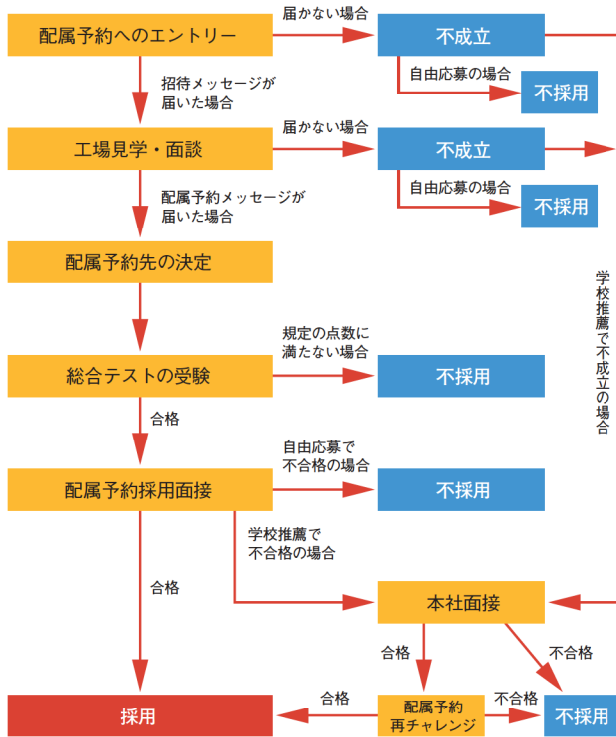 配属予約へのエントリー
届かない場合
不成立
自由応募の場合
不採用
招待メッセージが
届いた場合
工場見学・面談
届かない場合
不成立
自由応募の場合
不採用
配属予約メッセージが
届いた場合
配属予約先の決定
学校推薦で不成立の場合
規定の点数に
満たない場合
総合テストの受験
不採用
合格
自由応募で
不合格の場合
配属予約採用面接
不採用
学校推薦で
不合格の場合
合格
本社面接
合格
不合格
採用
合格
配属予約
再チャレンジ
不合格
不採用